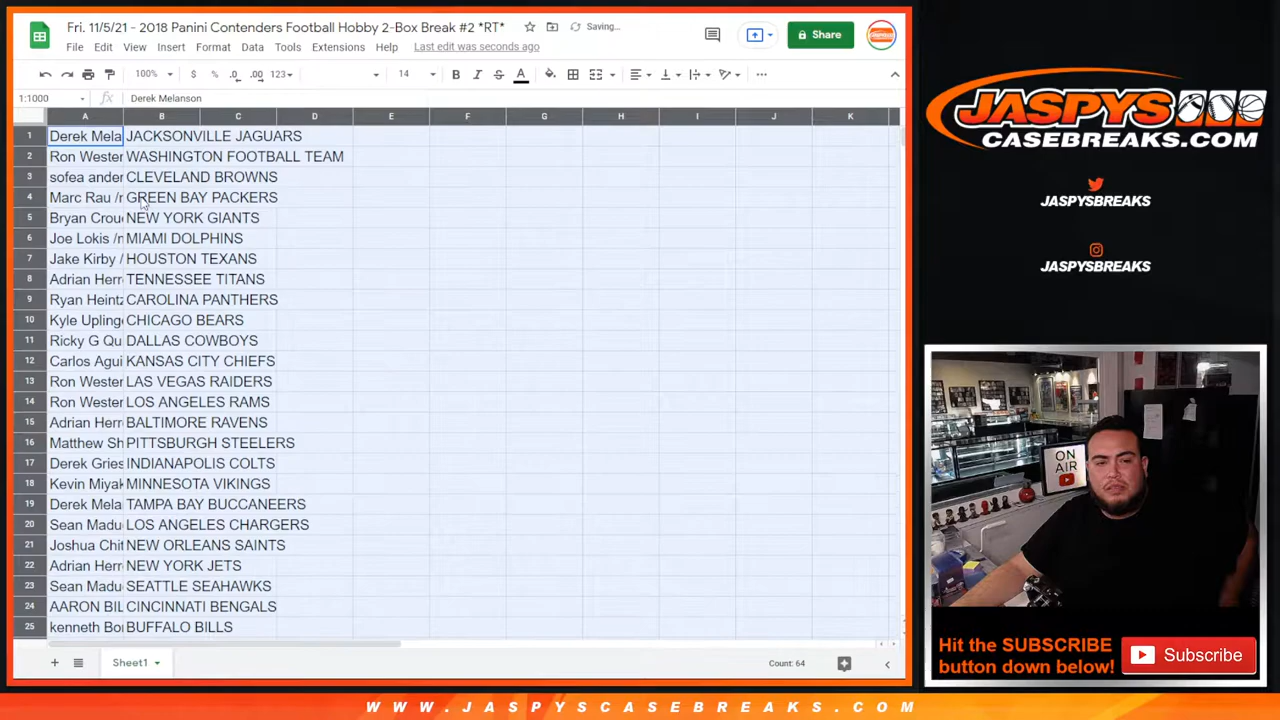 Fri. 11/5/21 - 2018 Panini Contenders Football Hobby 2-Box Break #2 *RT*
Saving...
File Edit View Insert Format Data Tools Extensions Help Last edit was seconds ago
Share
100% $ % .0 .00 123 14 B I S A
1:1000 fx Derek Melanson
A B C D E F G H I J K
1 Derek Mela JACKSONVILLE JAGUARS
2 Ron Wester WASHINGTON FOOTBALL TEAM
3 sofea ander CLEVELAND BROWNS
4 Marc Rau /n GREEN BAY PACKERS
5 Bryan Crou NEW YORK GIANTS
6 Joe Lokis /n MIAMI DOLPHINS
7 Jake Kirby / HOUSTON TEXANS
8 Adrian Herr TENNESSEE TITANS
9 Ryan Heintz CAROLINA PANTHERS
10 Kyle Upling CHICAGO BEARS
11 Ricky G Qu DALLAS COWBOYS
12 Carlos Agui KANSAS CITY CHIEFS
13 Ron Wester LAS VEGAS RAIDERS
14 Ron Wester LOS ANGELES RAMS
15 Adrian Herr BALTIMORE RAVENS
16 Matthew Sh PITTSBURGH STEELERS
17 Derek Gries INDIANAPOLIS COLTS
18 Kevin Miyak MINNESOTA VIKINGS
19 Derek Mela TAMPA BAY BUCCANEERS
20 Sean Madu LOS ANGELES CHARGERS
21 Joshua Chit NEW ORLEANS SAINTS
22 Adrian Herr NEW YORK JETS
23 Sean Madu SEATTLE SEAHAWKS
24 AARON BIL CINCINNATI BENGALS
25 kenneth Bor BUFFALO BILLS
Sheet1
Count: 64
JASPYS
CASEBREAKS.COM
JASPYSBREAKS
JASPYSBREAKS
ON
AIR
Hit the SUBSCRIBE
button down below!
Subscribe
WWW.JASPYSCASEBREAKS.COM